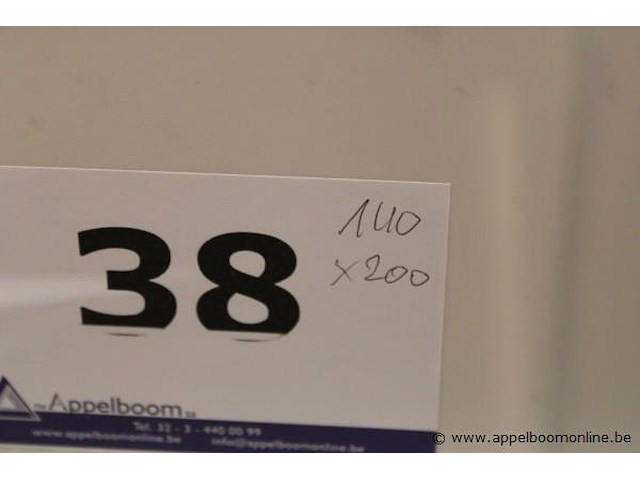 38
140
x200
Appelboom
Tel. 32 - 3 - 440 00 99
www.appelboomonline.be info@appelboomonline.be
© www.appelboomonline.be